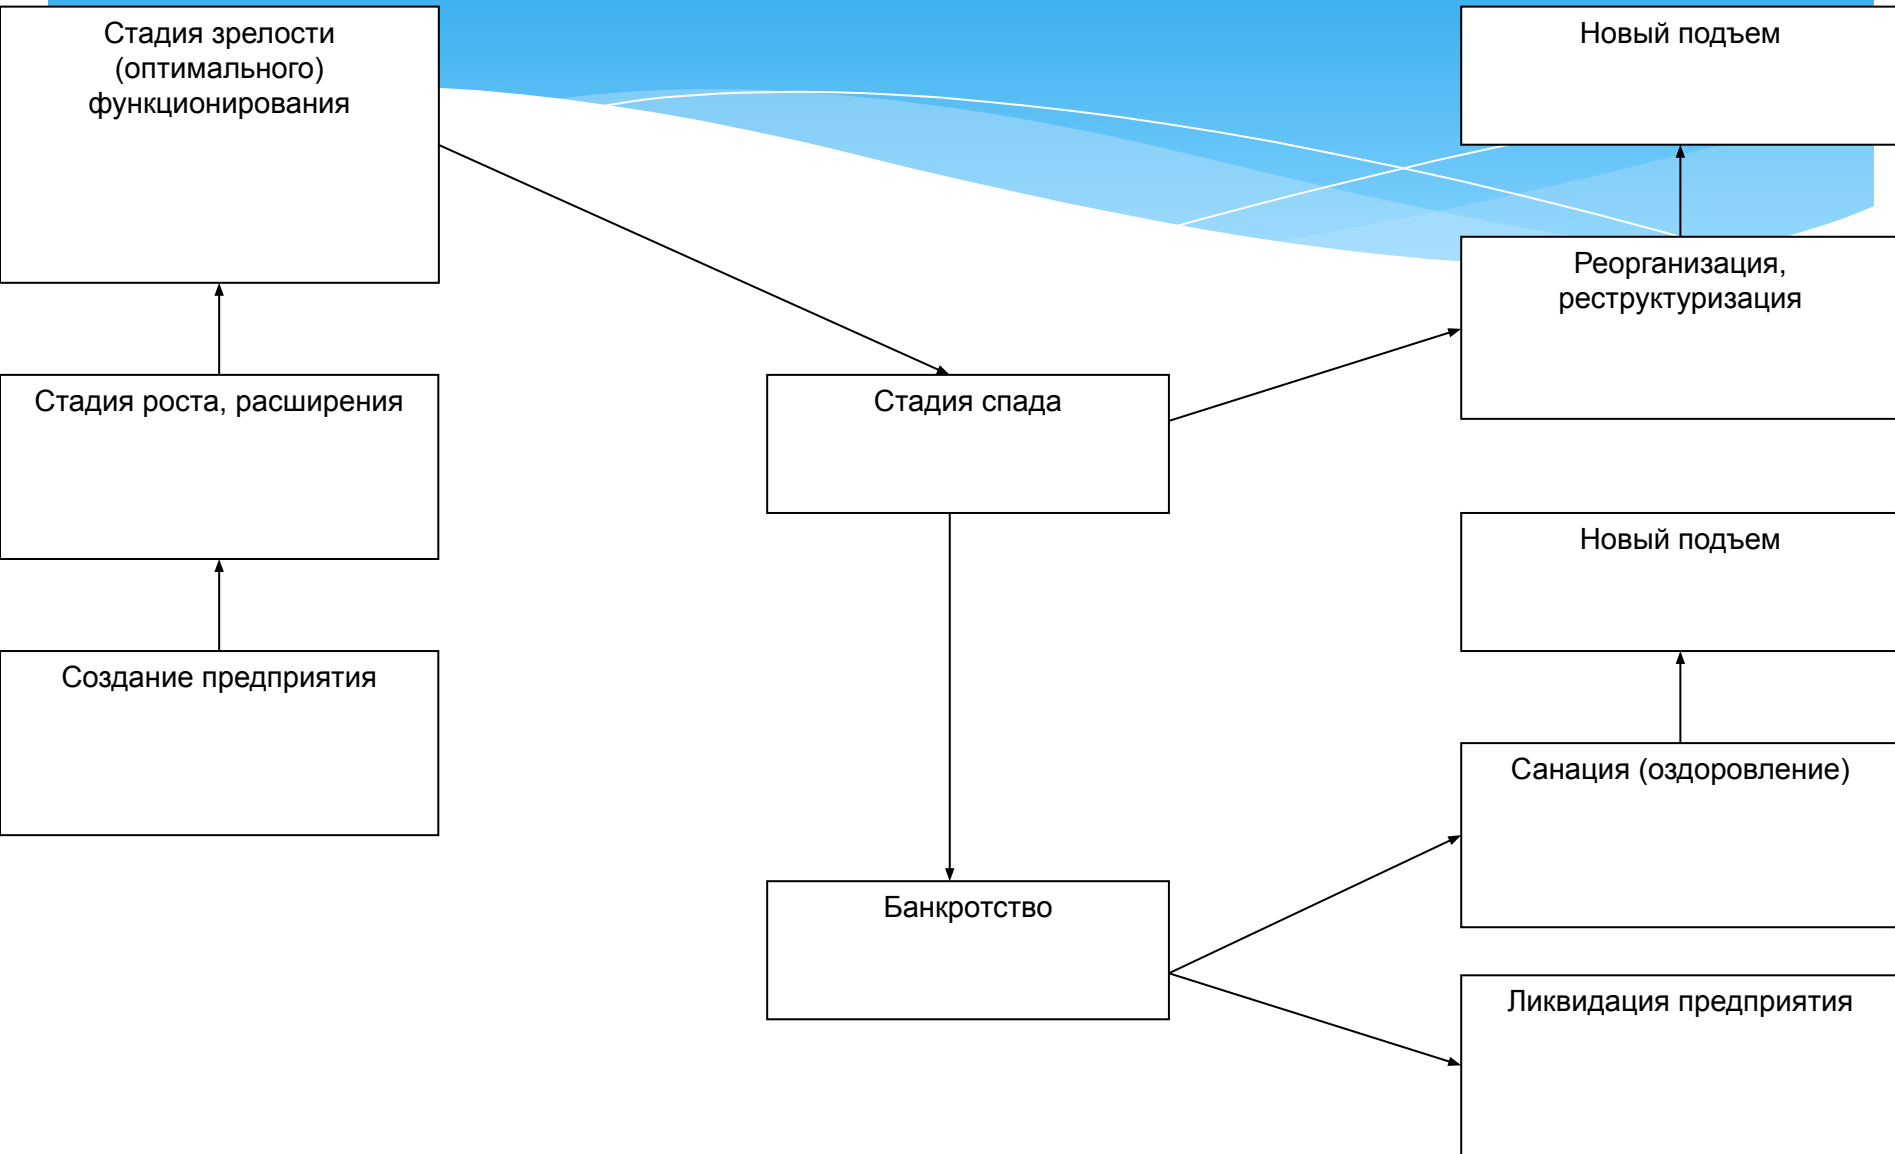 Стадия зрелости
(оптимального)
функционирования
Новый подъем
Реорганизация,
реструктуризация
Стадия роста, расширения
Стадия спада
Новый подъем
Создание предприятия
Санация (оздоровление)
Банкротство
Ликвидация предприятия